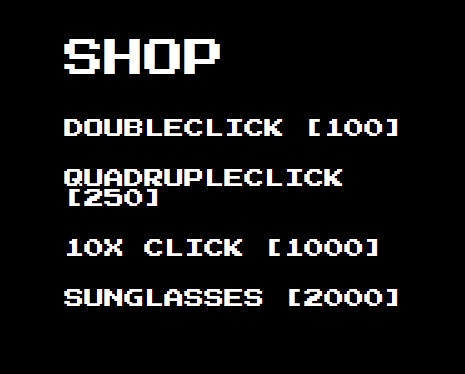 SHOP
DOUBLECLICK [100]
QUADRUPLECLICK
[250]
10X CLICK [1000]
SUNGLASSES [2000]